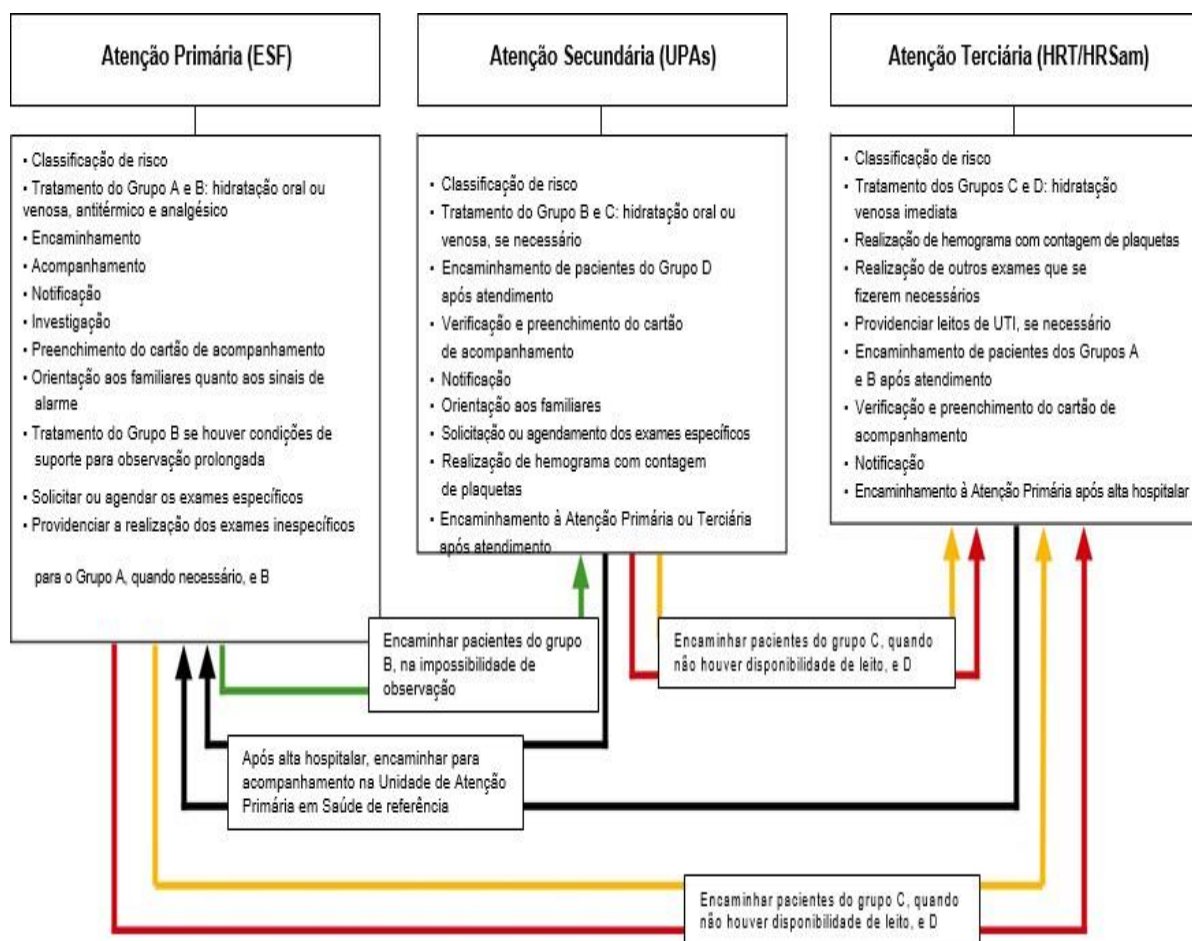 Atenção Primária (ESF)
Atenção Secundária (UPAs)
Atenção Terciária (HRT/HRSam)
▪ Classificação de risco
▪ Tratamento do Grupo A e B: hidratação oral ou
venosa, antitérmico e analgésico
▪ Encaminhamento
▪ Acompanhamento
▪ Notificação
▪ Investigação
▪ Preenchimento do cartão de acompanhamento
▪ Orientação aos familiares quanto aos sinais de
alarme
▪ Tratamento do Grupo B se houver condições de
suporte para observação prolongada
▪ Solicitar ou agendar os exames específicos
▪ Providenciar a realização dos exames inespecíficos
para o Grupo A, quando necessário, e B
▪ Classificação de risco
▪ Tratamento do Grupo B e C: hidratação oral ou
venosa, se necessário
▪ Encaminhamento de pacientes do Grupo D
após atendimento
▪ Verificação e preenchimento do cartão
de acompanhamento
▪ Notificação
▪ Orientação aos familiares
▪ Solicitação ou agendamento dos exames específicos
▪ Realização de hemograma com contagem
de plaquetas
▪ Encaminhamento à Atenção Primária ou Terciária
após atendimento
▪ Classificação de risco
▪ Tratamento dos Grupos C e D: hidratação
venosa imediata
▪ Realização de hemograma com contagem de plaquetas
▪ Realização de outros exames que se
fizerem necessários
▪ Providenciar leitos de UTI, se necessário
▪ Encaminhamento de pacientes dos Grupos A
e B após atendimento
▪ Verificação e preenchimento do cartão de
acompanhamento
▪ Notificação
▪ Encaminhamento à Atenção Primária após alta hospitalar
Encaminhar pacientes do grupo
B, na impossibilidade de
observação
Encaminhar pacientes do grupo C, quando
não houver disponibilidade de leito, e D
Após alta hospitalar, encaminhar para
acompanhamento na Unidade de Atenção
Primária em Saúde de referência
Encaminhar pacientes do grupo C, quando
não houver disponibilidade de leito, e D